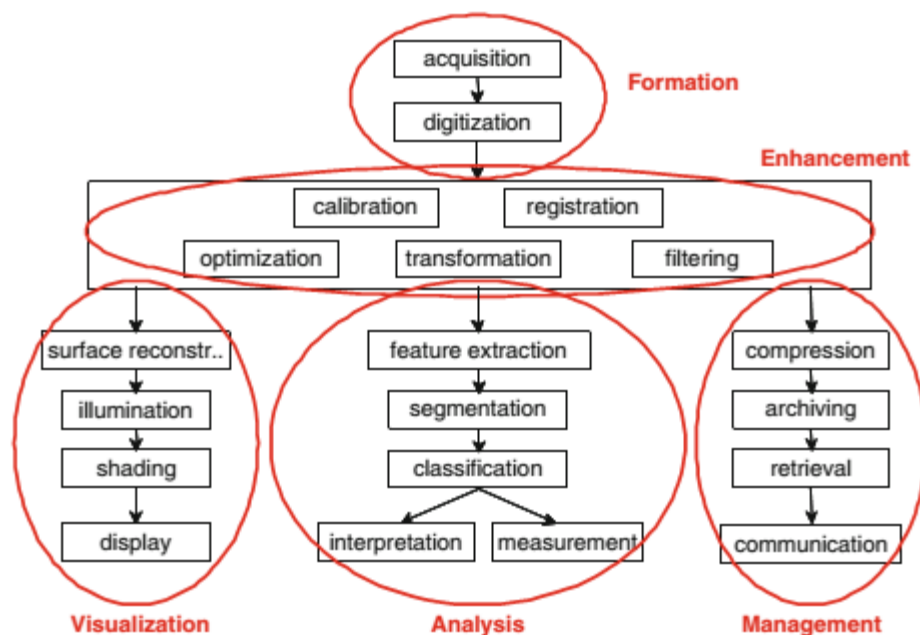 acquisition
Formation
digitization
Enhancement
calibration
registration
optimization
transformation
filtering
surface reconstr..
feature extraction
compression
illumination
segmentation
archiving
shading
classification
retrieval
display
interpretation
measurement
communication
Visualization
Analysis
Management